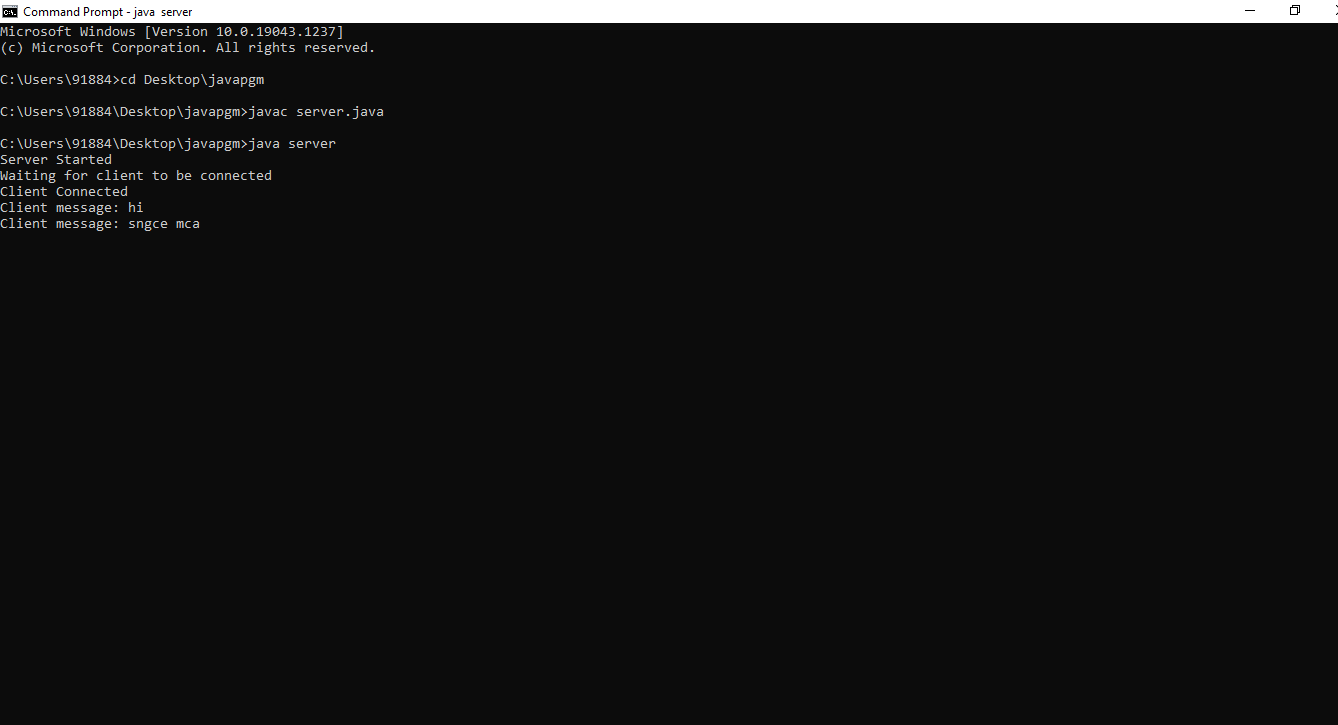 Command Prompt - java  server
Microsoft Windows [Version 10.0.19043.1237]
(c) Microsoft Corporation. All rights reserved.
C:\Users\91884>cd Desktop\javapgm
C:\Users\91884\Desktop\javapgm>javac server.java
C:\Users\91884\Desktop\javapgm>java server
Server Started
Waiting for client to be connected
Client Connected
Client message: hi
Client message: sngce mca